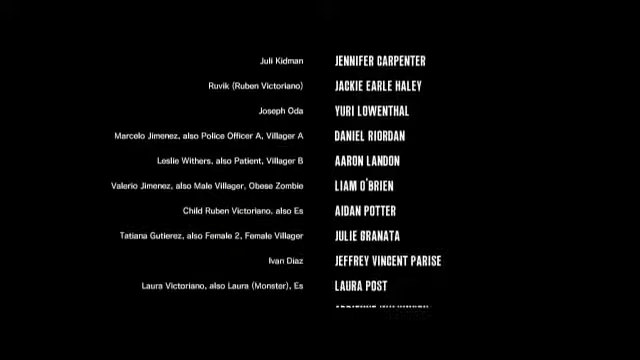 Juli Kidman JENNIFER CARPENTER
Ruvik (Ruben Victoriano) JACKIE EARLE HALEY
Joseph Oda YURI LOWENTHAL
Marcelo Jimenez, also Police Officer A, Villager A DANIEL RIORDAN
Leslie Withers, also Patient, Villager B AARON LANDON
Valerio Jimenez, also Male Villager, Obese Zombie LIAM O'BRIEN
Child Ruben Victoriano, also Es AIDAN POTTER
Tatiana Gutierez, also Female 2, Female Villager JULIE GRANATA
Ivan Diaz JEFFREY VINCENT PARISE
Laura Victoriano, also Laura (Monster), Es LAURA POST